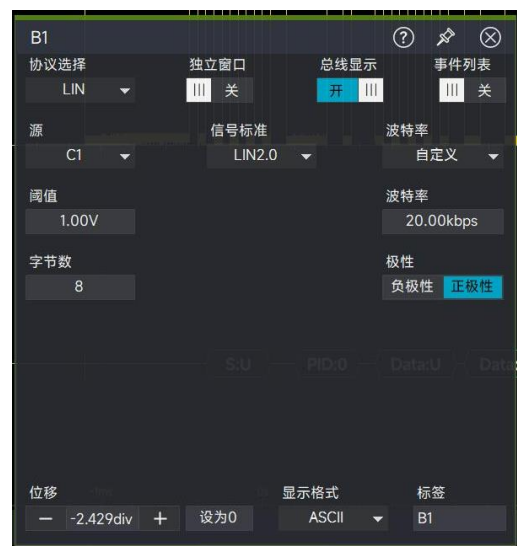 B1
协议选择 独立窗口 总线显示 事件列表
LIN 关 开 关
源 信号标准 波特率
C1 LIN2.0 自定义
阈值 波特率
1.00V 20.00kbps
字节数 极性
8 负极性 正极性
S:U PID:0 Data:U Data:
位移 显示格式 标签
-2.429div + 设为0 ASCII B1